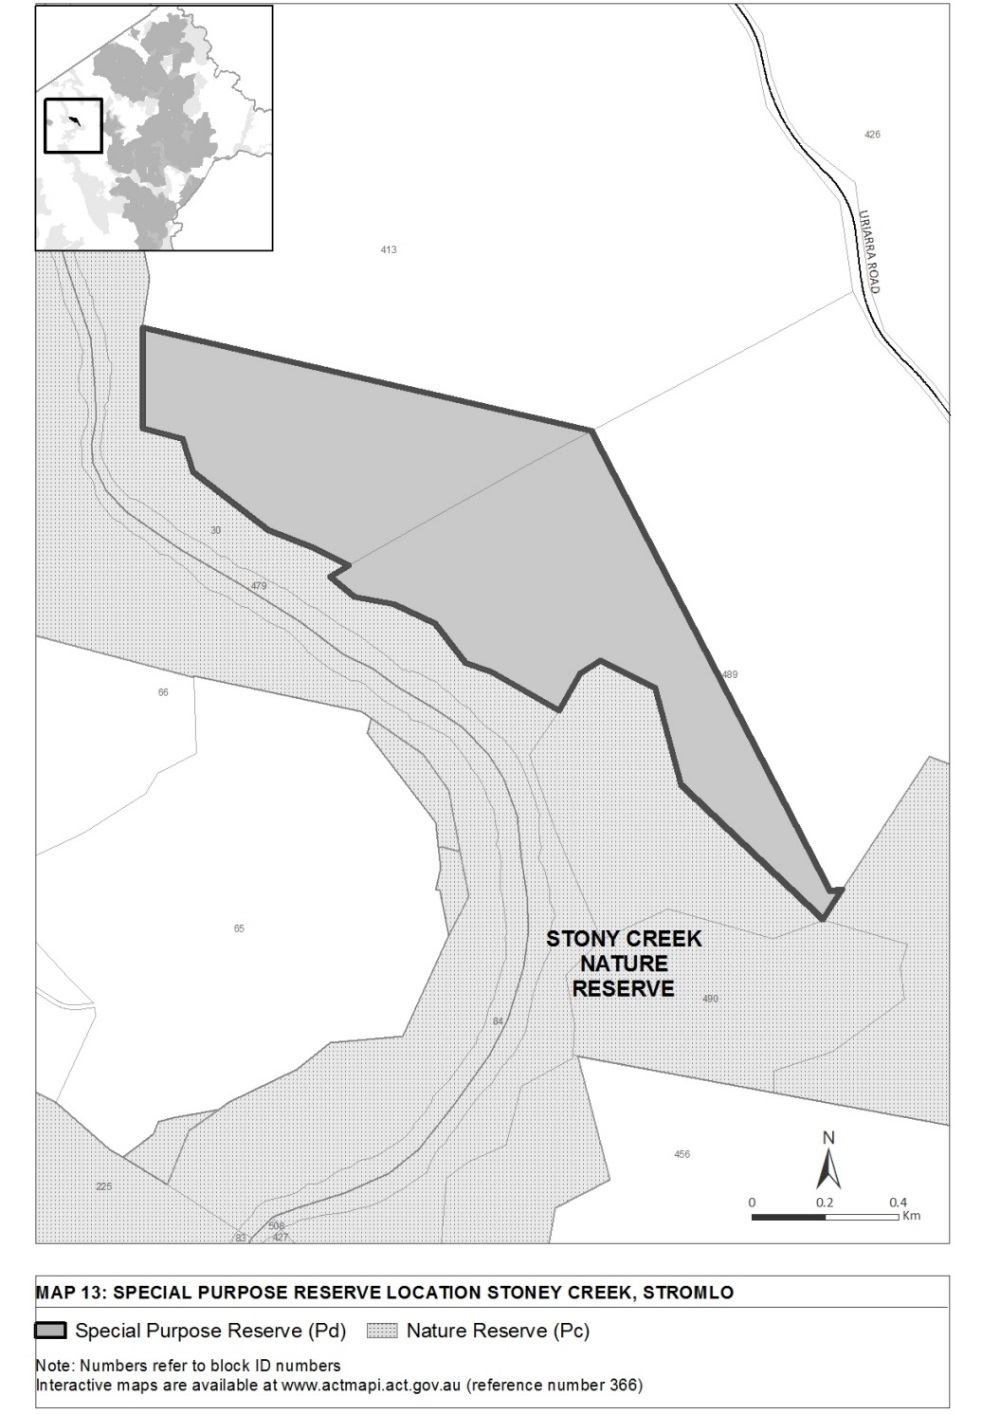 426
URIARRA ROAD
413
30
479
489
66
65
STONY CREEK
NATURE
RESERVE
490
84
N
456
0 0.2 0.4
Km
225
508
83 427
MAP 13: SPECIAL PURPOSE RESERVE LOCATION STONEY CREEK, STROMLO
Special Purpose Reserve (Pd) Nature Reserve (Pc)
Note: Numbers refer to block ID numbers
Interactive maps are available at www.actmapi.act.gov.au (reference number 366)